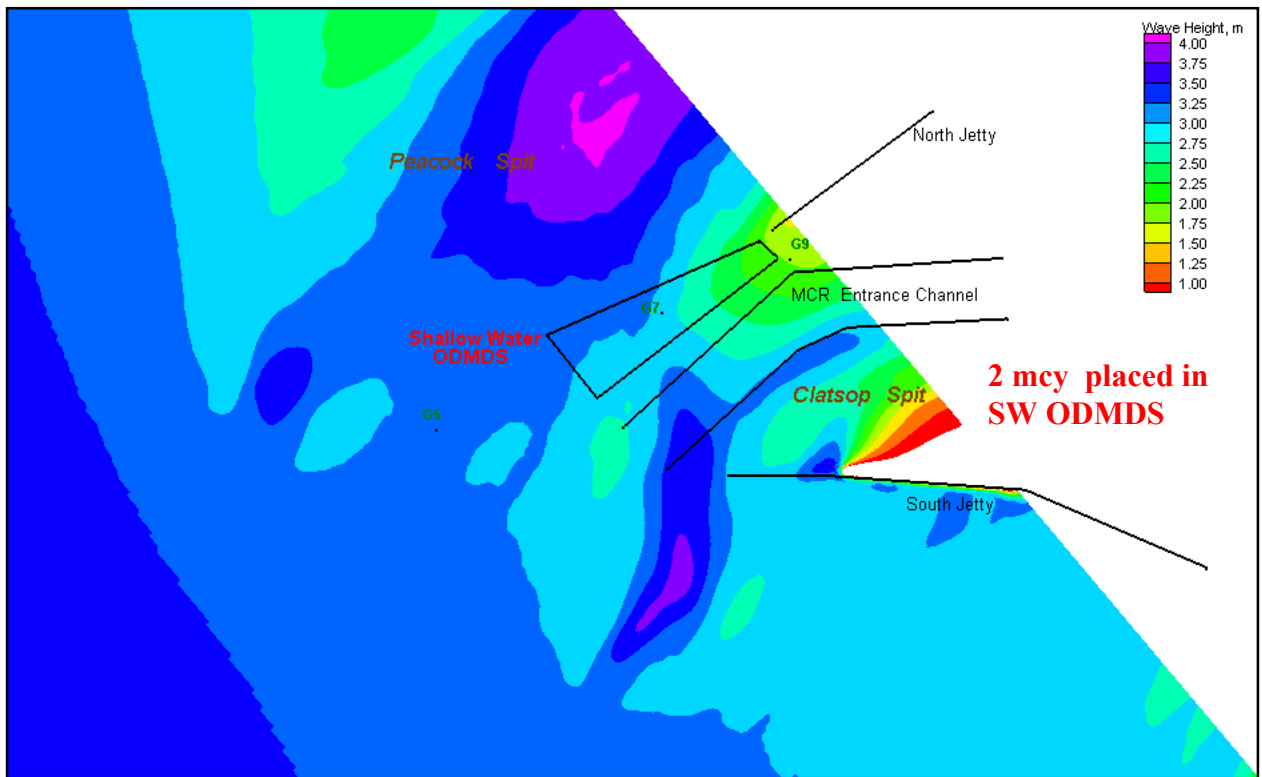 Wave Height, m
4.00
3.75
3.50
3.25
3.00
2.75
2.50
2.25
2.00
1.75
1.50
1.25
1.00
North Jetty
Peacock Spit
G9
MCR Entrance Channel
G7
Shallow Water
ODMDS
2 mcy placed in
SW ODMDS
Clatsop Spit
G5
South Jetty